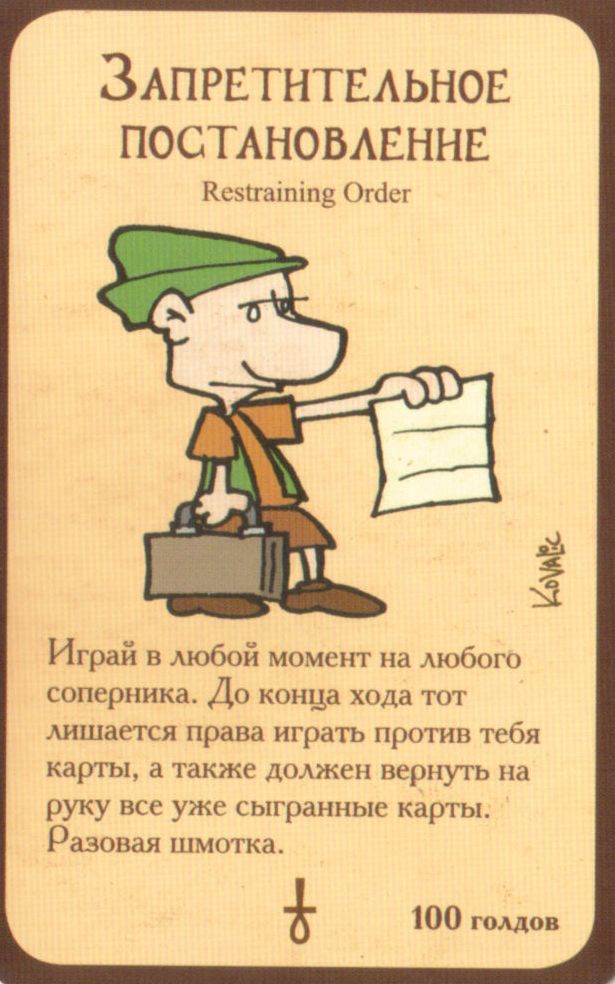 Запретительное
постановление
Restraining Order
Kovalic
Играй в любой момент на любого
соперника. До конца хода тот
лишается права играть против тебя
карты, а также должен вернуть на
руку все уже сыгранные карты.
Разовая шмотка.
100 голдов